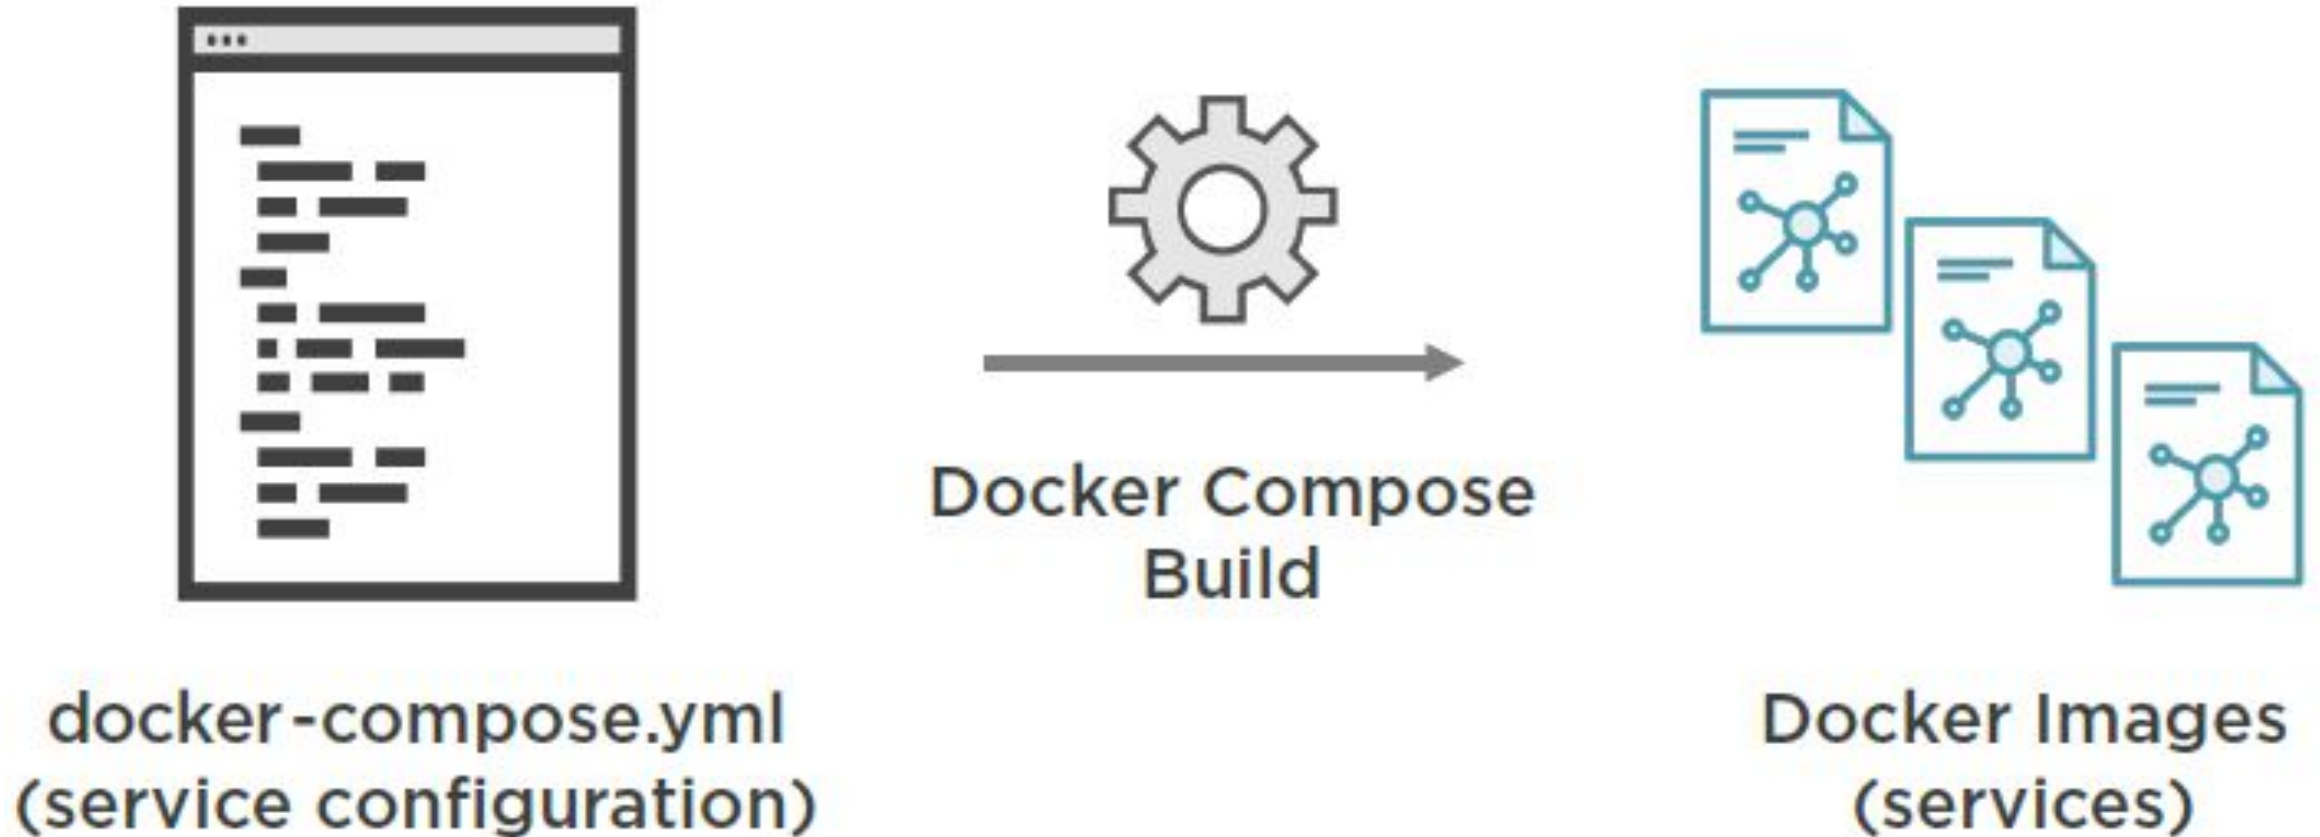 docker-compose.yml
(service configuration)
Docker Compose
Build
Docker Images
(services)